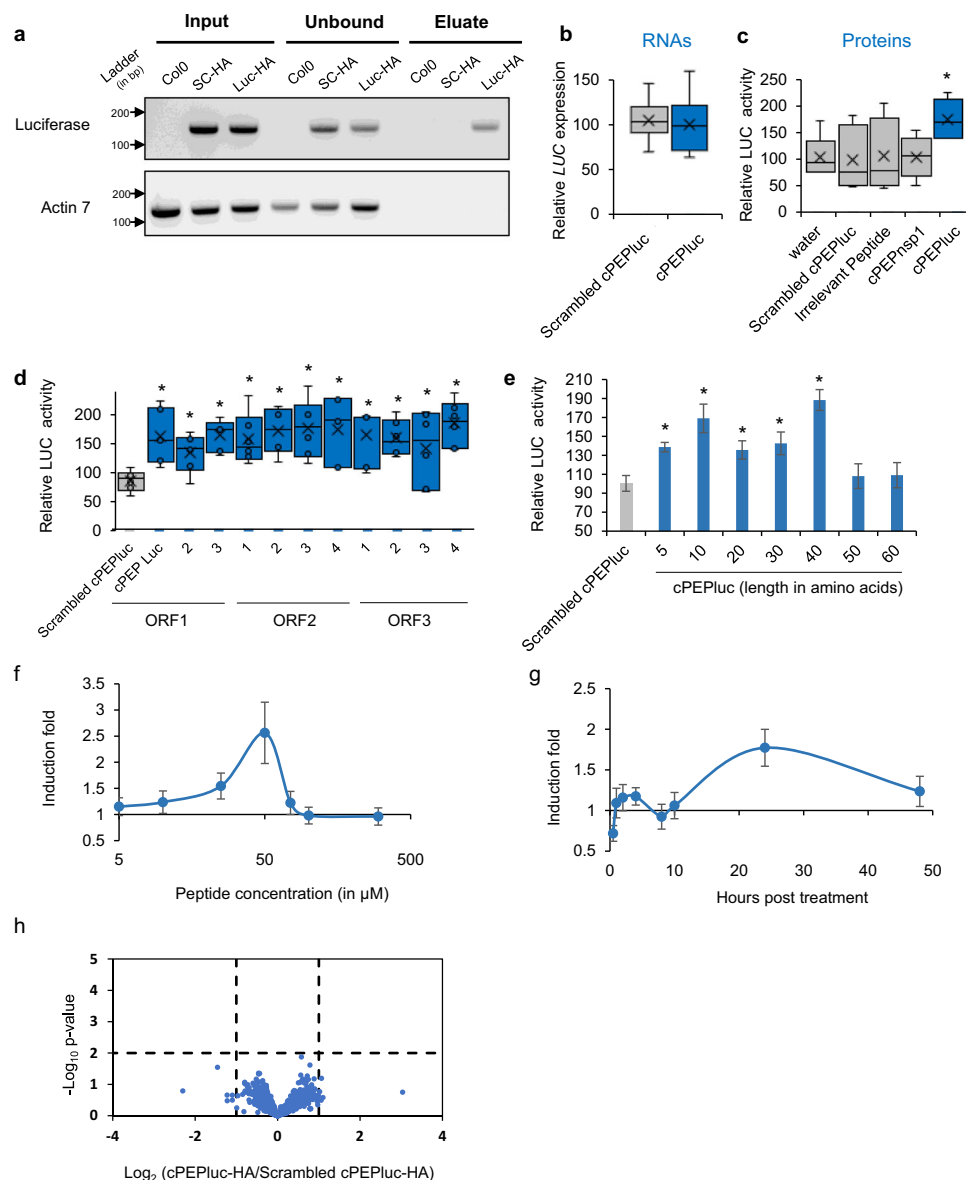 a
Input
Unbound
Eluate
Ladder
(in bp)
Col0
SC-HA
Luc-HA
Col0
SC-HA
Luc-HA
Col0
SC-HA
Luc-HA
Luciferase
200
100
Actin 7
200
100
b
RNAs
Relative LUC expression
150
100
50
0
Scrambled cPEPluc
cPEPluc
c
Proteins
Relative LUC activity
250
200
150
100
50
0
*
water
Scrambled cPEPluc
Irrelevant Peptide
cPEPnsp1
cPEPluc
d
Relative LUC activity
250
200
150
100
50
0
* * * * * * * * * * *
Scrambled cPEPluc
cPEP Luc
2
3
1
2
3
4
1
2
3
4
ORF1
ORF2
ORF3
e
Relative LUC activity
210
190
170
150
130
110
90
70
50
* * * * *
Scrambled cPEPluc
5
10
20
30
40
50
60
cPEPluc (length in amino acids)
f
Induction fold
3.5
3
2.5
2
1.5
1
0.5
5 50 500
Peptide concentration (in µM)
g
Induction fold
2.5
2
1.5
1
0.5
0 10 20 30 40 50
Hours post treatment
h
-Log10 p-value
5
4
3
2
1
0
-4 -2 0 2 4
Log2 (cPEPluc-HA/Scrambled cPEPluc-HA)